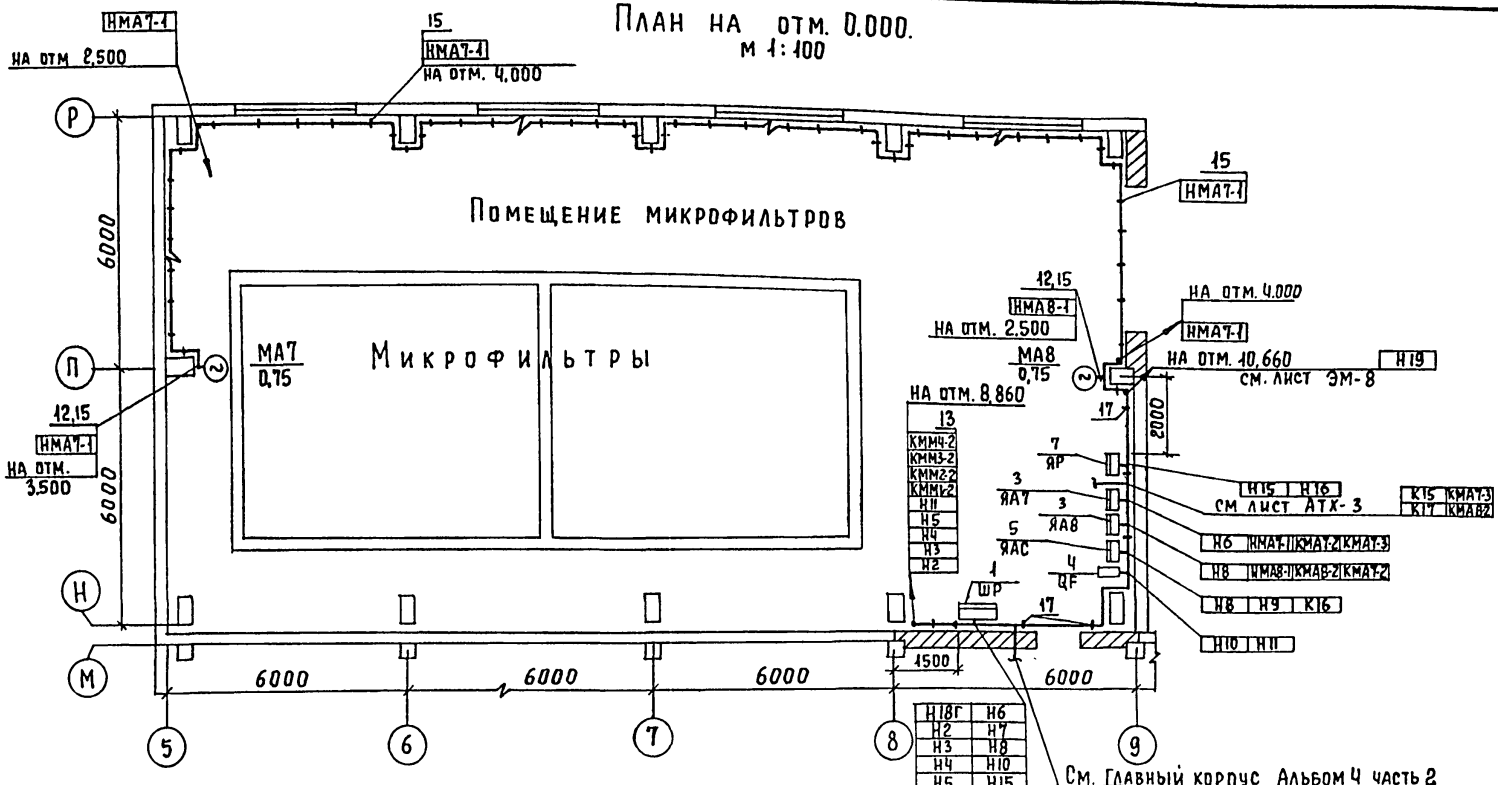 План на отм. 0.000.
м 1:100
НМА7-1
на отм 2,500
15
НМА7-1
на отм. 4,000
Р
6000
Помещение микрофильтров
15
НМА7-1
12,15
НМА8-1
на отм. 2.500
на отм. 4.000
НМА7-1
П
2
МА7
0,75
Микрофильтры
МА8
0,75
2
на отм. 10,660
Н19
см. лист ЭМ-8
12,15
НМА7-1
на отм.
3.500
6000
на отм. 8,860
13
КММ4-2
КММ3-2
КММ2-2
КММ1-2
Н11
Н5
Н4
Н3
Н2
17
2000
7
ЯР
Н15 Н16
3
ЯА7
см лист АТХ-3
К15 КМА7-3
К17 КМА8-2
3
ЯА8
Н6 НМА7-1 КМА7-2 КМА7-3
5
ЯАС
Н8 НМА8-1 КМА8-2 КМА7-2
4
QF
Н8 Н9 К16
Н10 Н11
Н
1
ШР
17
М
6000
6000
6000
1500
6000
5
6
7
8
9
Н18Г Н6
Н2 Н7
Н3 Н8
Н4 Н10
Н5 Н15
См. главный корпус Альбом 4 часть 2